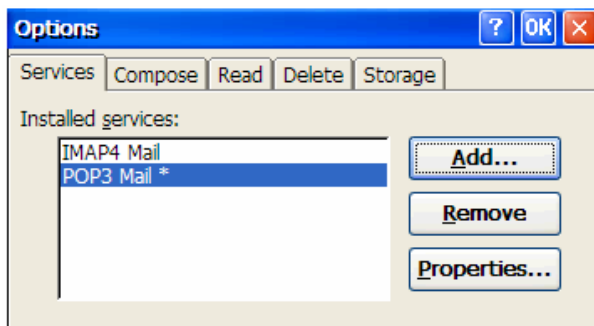 Options ? OK X
Services Compose Read Delete Storage
Installed services:
IMAP4 Mail
POP3 Mail *
Add...
Remove
Properties...